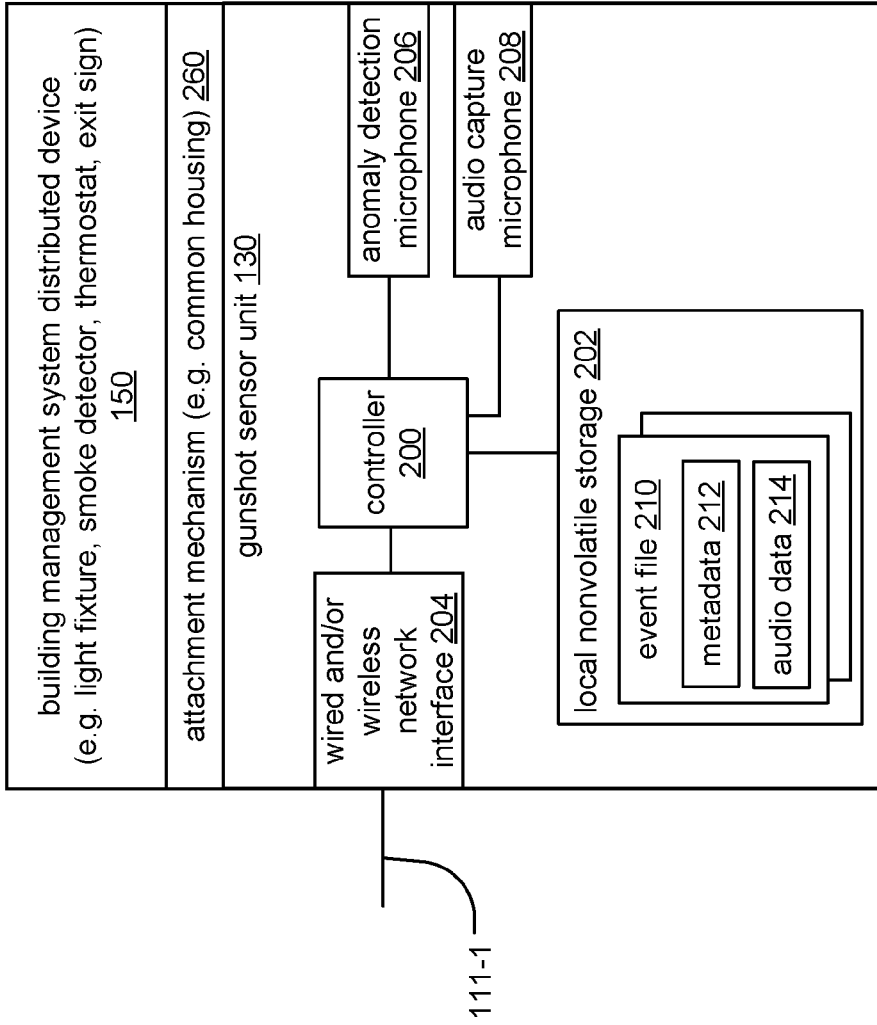 building management system distributed device
(e.g. light fixture, smoke detector, thermostat, exit sign)
150
attachment mechanism (e.g. common housing) 260
gunshot sensor unit 130
wired and/or
wireless
network
interface 204
controller
200
anomaly detection
microphone 206
audio capture
microphone 208
local nonvolatile storage 202
event file 210
metadata 212
audio data 214
111-1